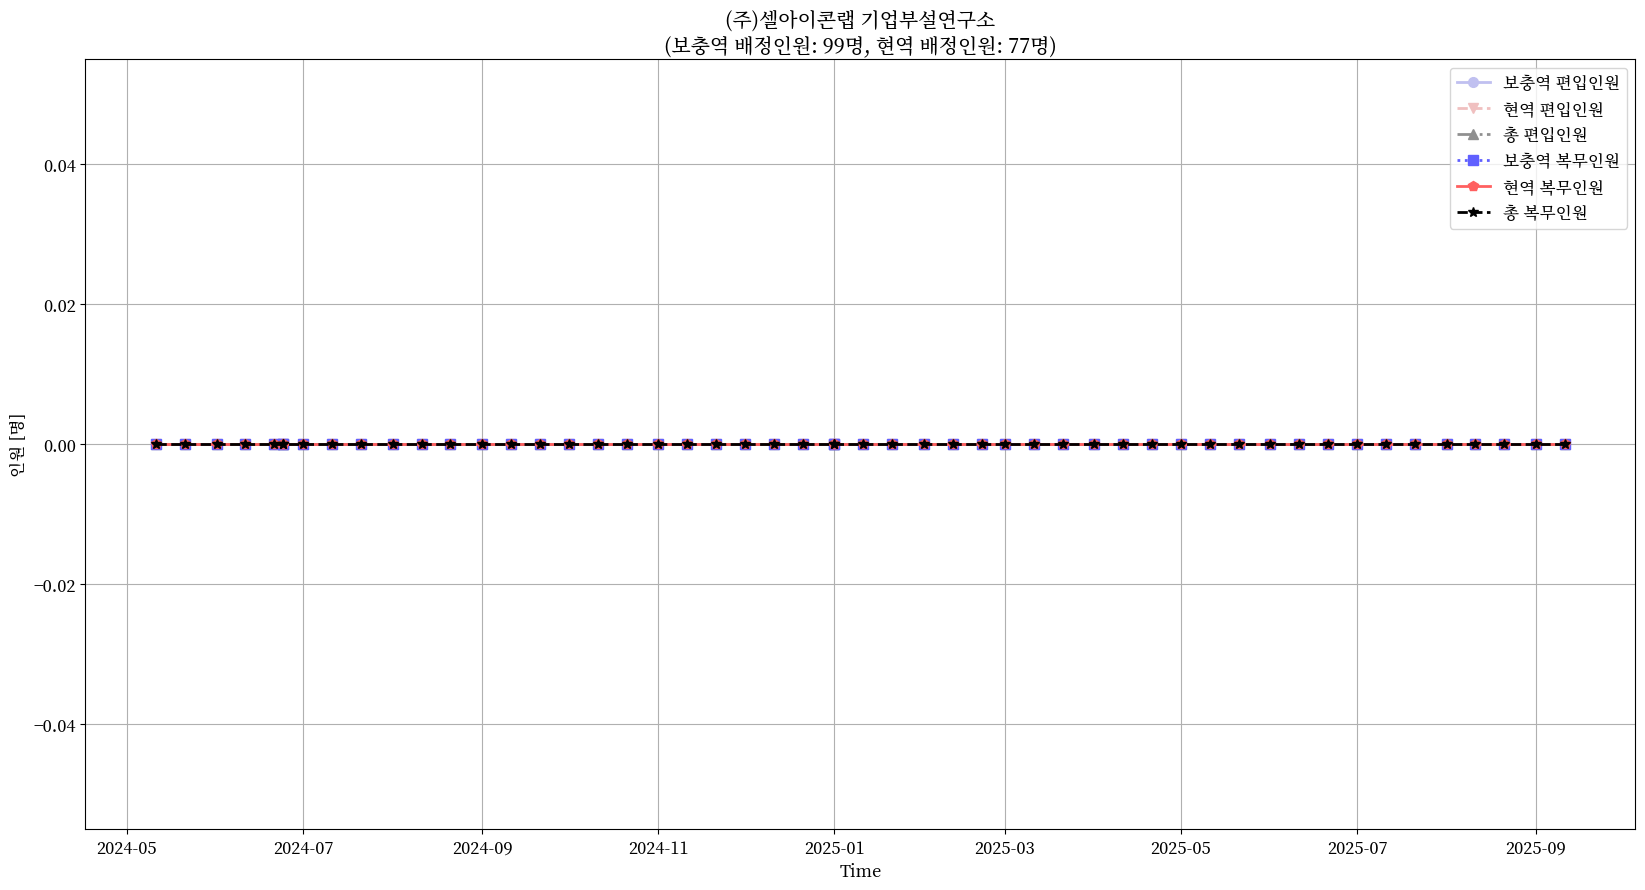 (주)셀아이콘랩 기업부설연구소
(보충역 배정인원: 99명, 현역 배정인원: 77명)
보충역 편입인원
현역 편입인원
총 편입인원
보충역 복무인원
현역 복무인원
총 복무인원
0.04
0.02
0.00
−0.02
−0.04
인원 [명]
2024-05
2024-07
2024-09
2024-11
2025-01
2025-03
2025-05
2025-07
2025-09
Time